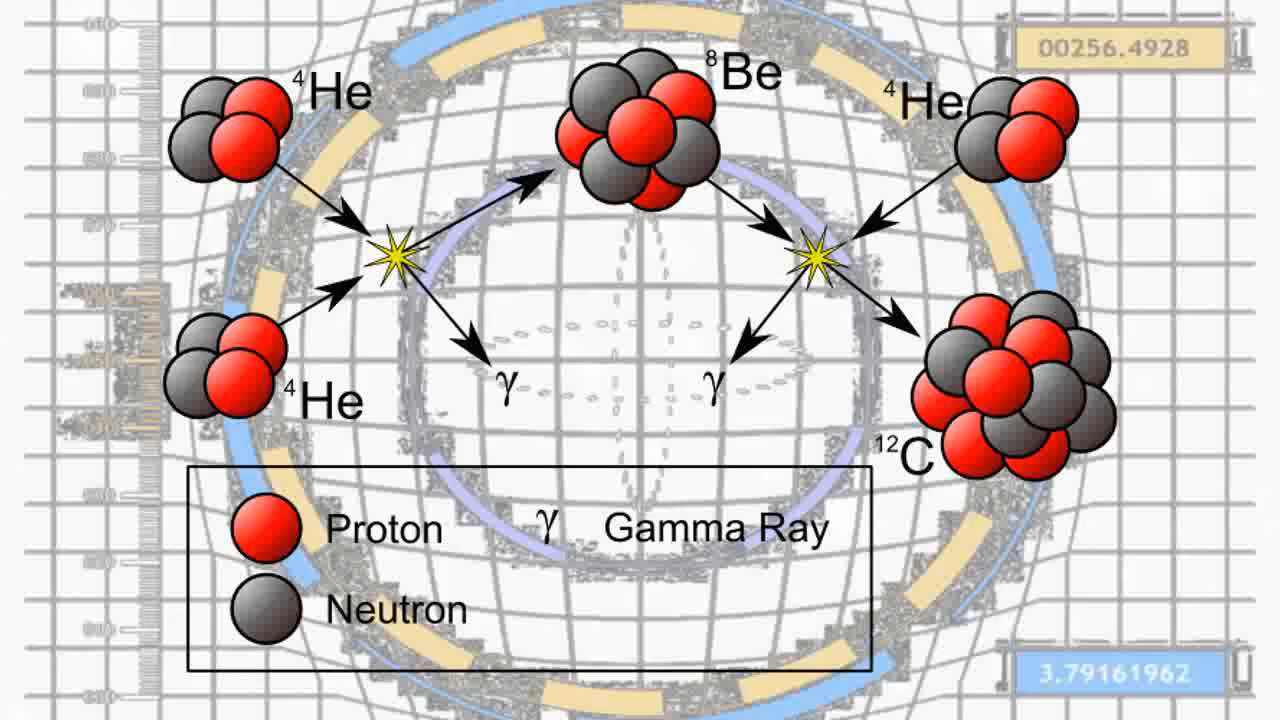 00256.4928
⁴He
⁸Be
⁴He
⁴He
γ
γ
¹²C
Proton
γ Gamma Ray
Neutron
3.79161962